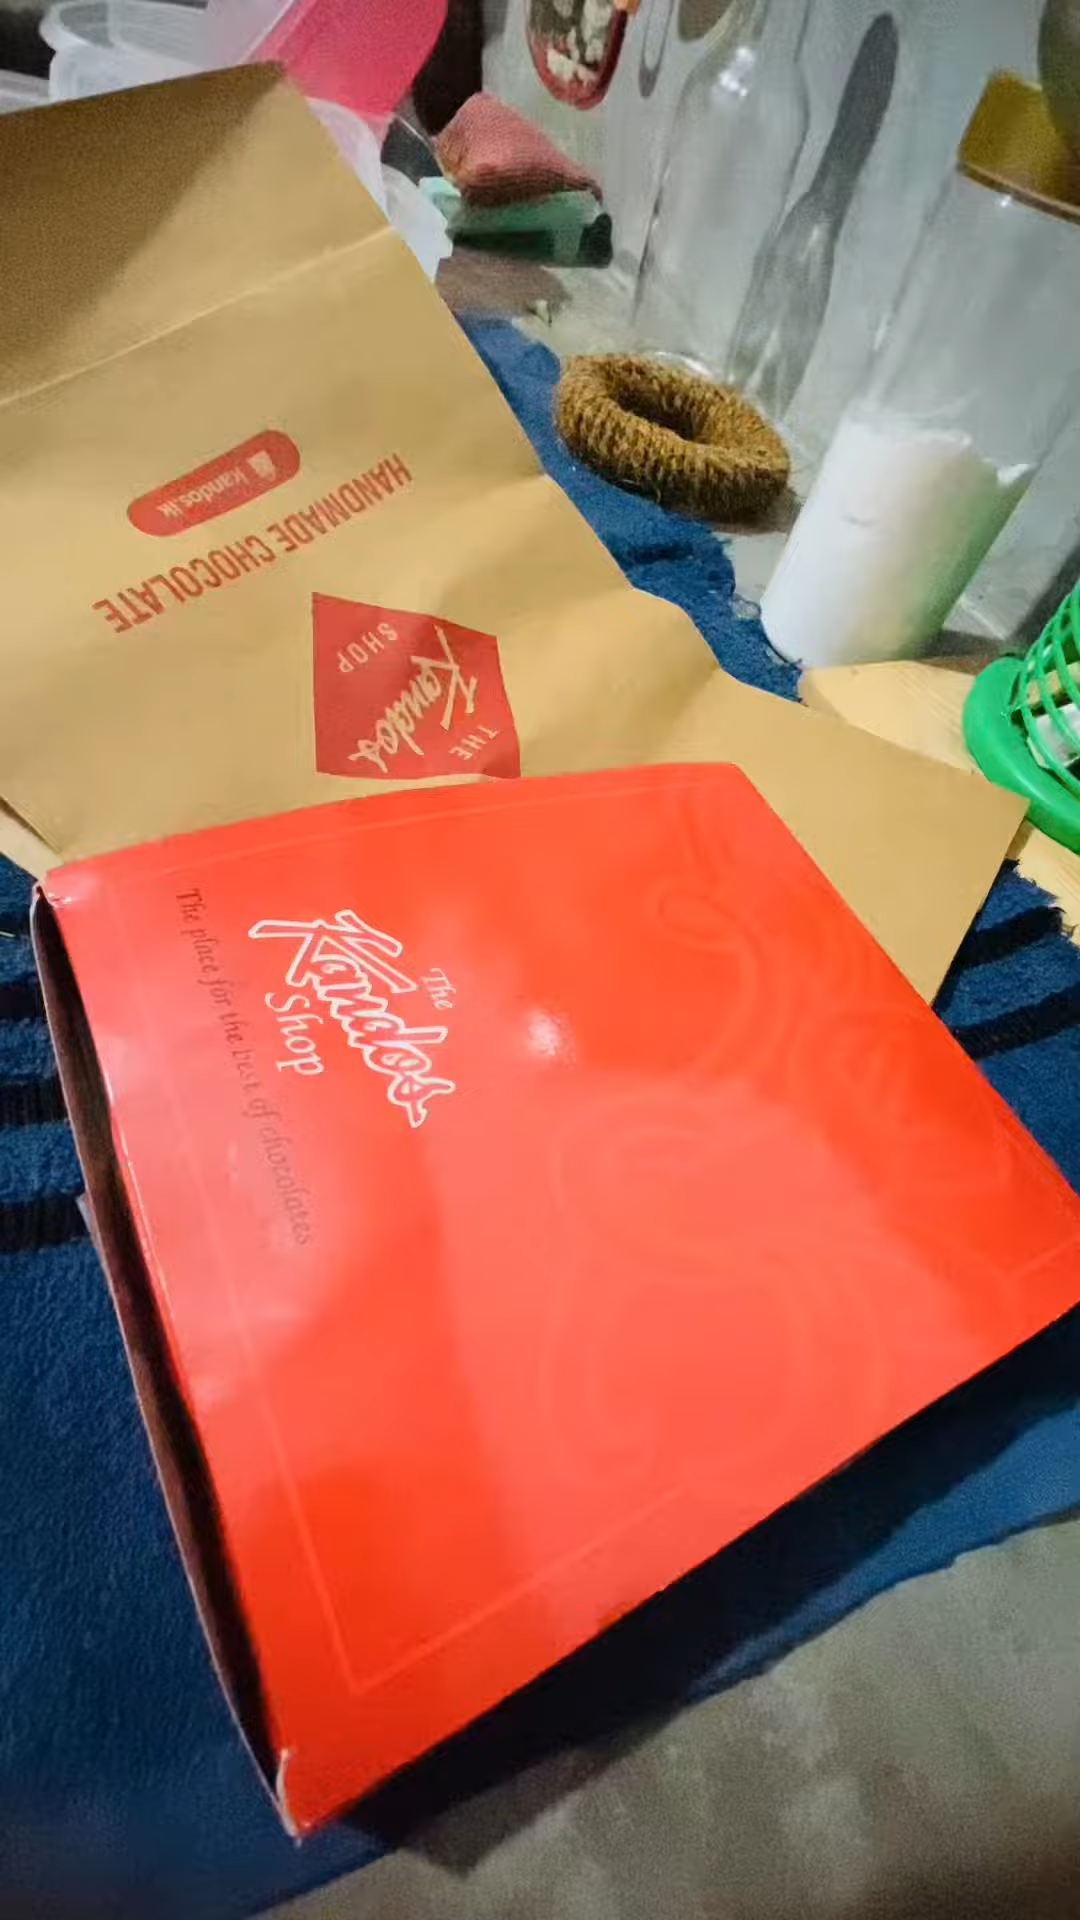 kandos.lk
HANDMADE CHOCOLATE
THE
Kandos
SHOP
The
Kandos
Shop
The place for the best of chocolates